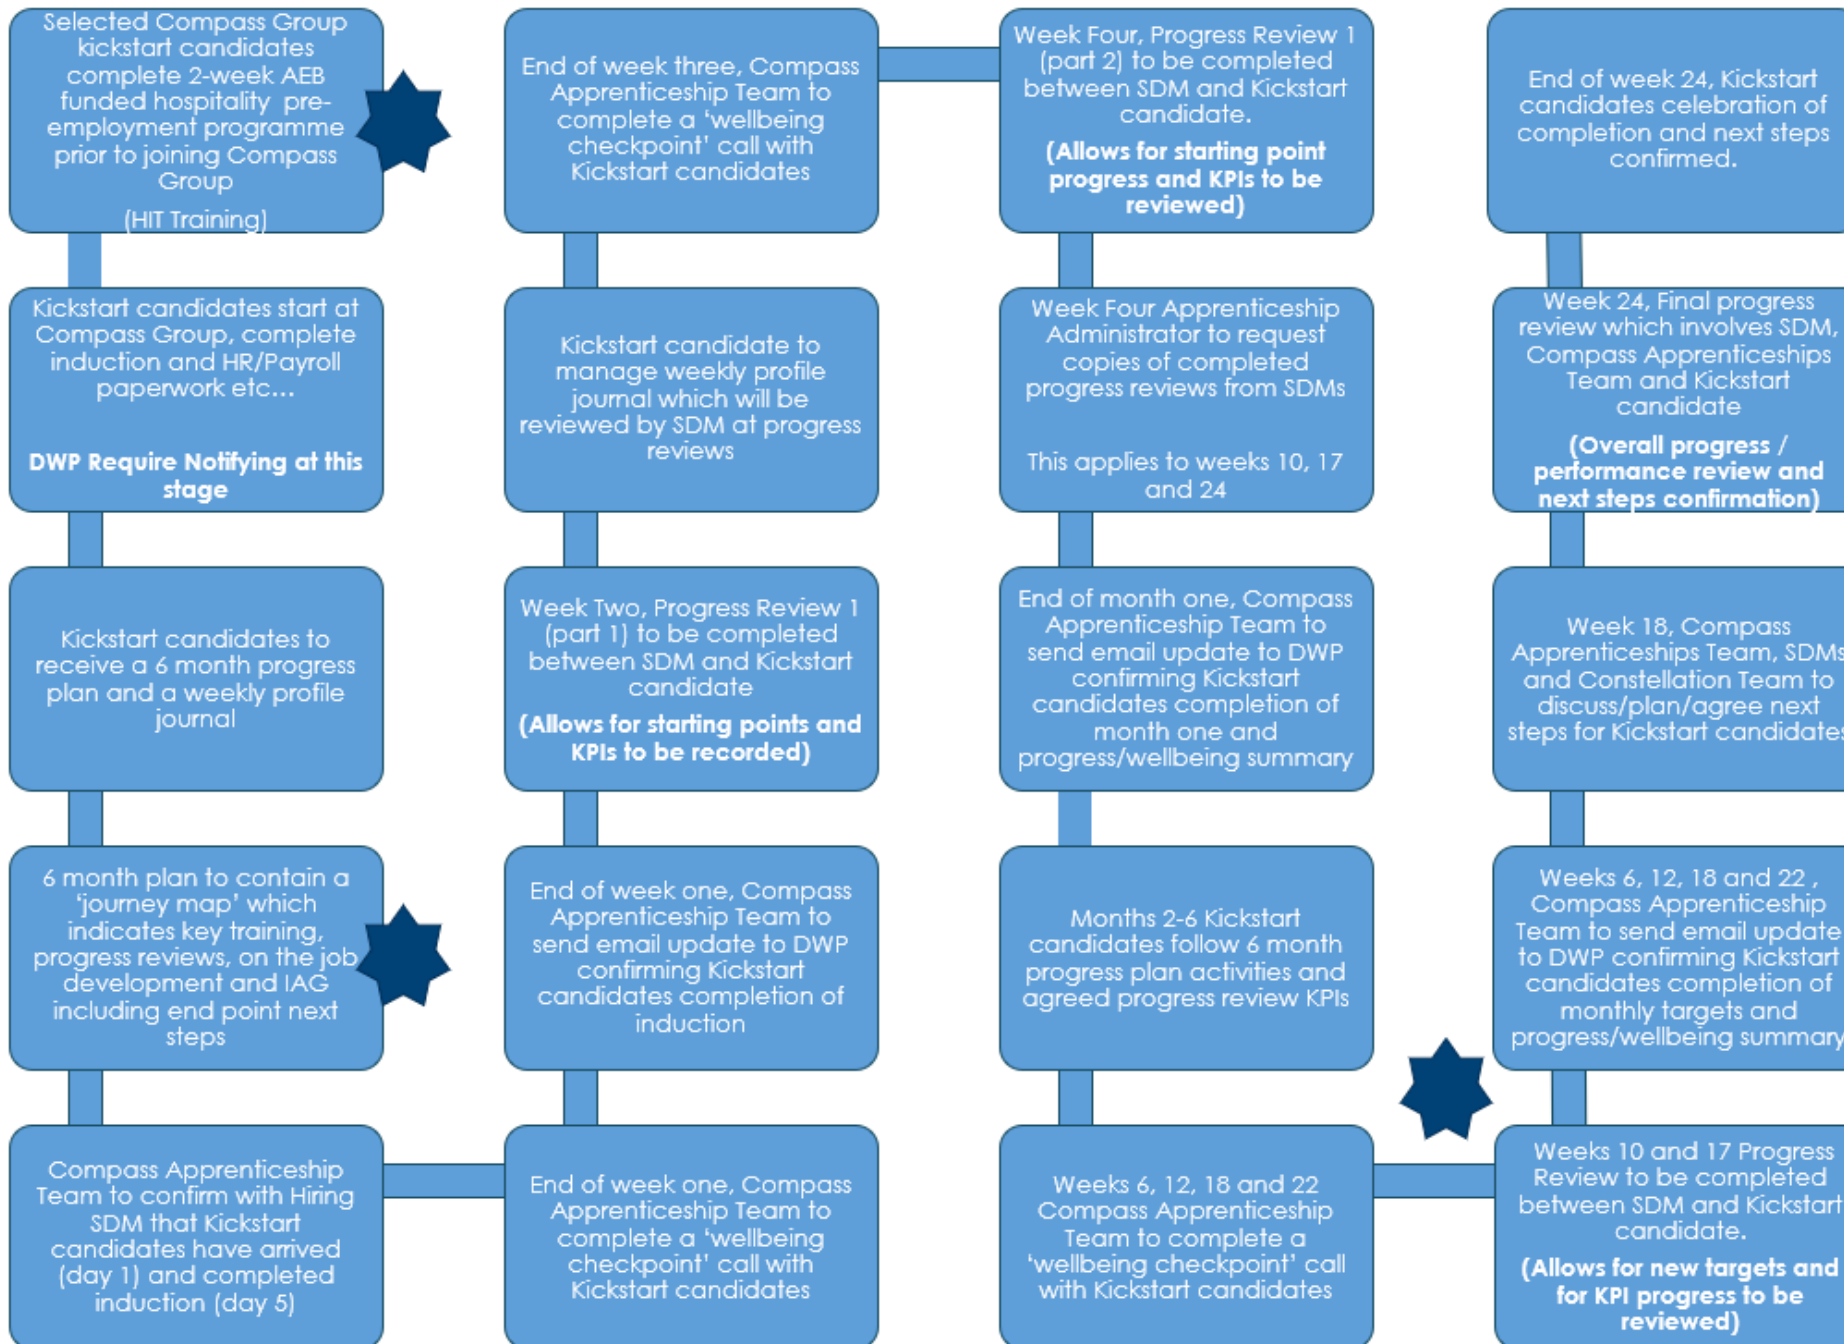 Selected Compass Group
kickstart candidates
complete 2-week AEB
funded hospitality pre-
employment programme
prior to joining Compass
Group
(HIT Training)
Kickstart candidates start at
Compass Group, complete
induction and HR/Payroll
paperwork etc...
DWP Require Notifying at this
stage
Kickstart candidates to
receive a 6 month progress
plan and a weekly profile
journal
6 month plan to contain a
‘journey map’ which
indicates key training,
progress reviews, on the job
development and IAG
including end point next
steps
Compass Apprenticeship
Team to confirm with Hiring
SDM that Kickstart
candidates have arrived
(day 1) and completed
induction (day 5)
End of week one, Compass
Apprenticeship Team to
complete a ‘wellbeing
checkpoint’ call with
Kickstart candidates
End of week one, Compass
Apprenticeship Team to
send email update to DWP
confirming Kickstart
candidates completion of
induction
Week Two, Progress Review 1
(part 1) to be completed
between SDM and Kickstart
candidate
(Allows for starting points and
KPIs to be recorded)
Kickstart candidate to
manage weekly profile
journal which will be
reviewed by SDM at progress
reviews
End of week three, Compass
Apprenticeship Team to
complete a ‘wellbeing
checkpoint’ call with
Kickstart candidates
Week Four, Progress Review 1
(part 2) to be completed
between SDM and Kickstart
candidate.
(Allows for starting point
progress and KPIs to be
reviewed)
Week Four Apprenticeship
Administrator to request
copies of completed
progress reviews from SDMs
This applies to weeks 10, 17
and 24
End of month one, Compass
Apprenticeship Team to
send email update to DWP
confirming Kickstart
candidates completion of
month one and
progress/wellbeing summary
Months 2-6 Kickstart
candidates follow 6 month
progress plan activities and
agreed progress review KPIs
Weeks 6, 12, 18 and 22
Compass Apprenticeship
Team to complete a
‘wellbeing checkpoint’ call
with Kickstart candidates
Weeks 10 and 17 Progress
Review to be completed
between SDM and Kickstart
candidate.
(Allows for new targets and
for KPI progress to be
reviewed)
Weeks 6, 12, 18 and 22 ,
Compass Apprenticeship
Team to send email update
to DWP confirming Kickstart
candidates completion of
monthly targets and
progress/wellbeing summary
Week 18, Compass
Apprenticeships Team, SDMs
and Constellation Team to
discuss/plan/agree next
steps for Kickstart candidates
Week 24, Final progress
review which involves SDM,
Compass Apprenticeships
Team and Kickstart
candidate
(Overall progress /
performance review and
next steps confirmation)
End of week 24, Kickstart
candidates celebration of
completion and next steps
confirmed.